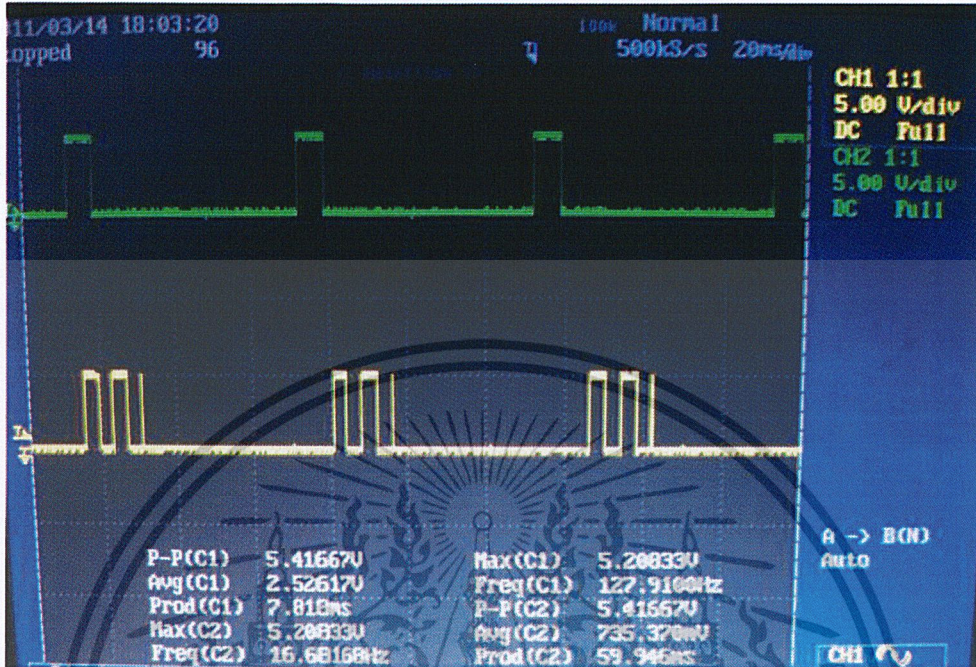 11/03/14 18:03:20
100k Normal
opped 96
500kS/s 20ms/div
CH1 1:1
5.00 V/div
DC Full
CH2 1:1
5.00 V/div
DC Full
A -> B(N)
Auto
P-P(C1) 5.41667V Max(C1) 5.20833V
Avg(C1) 2.52617V Freq(C1) 127.9100Hz
Prod(C1) 7.818ms P-P(C2) 5.41667V
Max(C2) 5.20833V Avg(C2) 735.370mV
Freq(C2) 16.6816Hz Prod(C2) 59.946ms
CH1